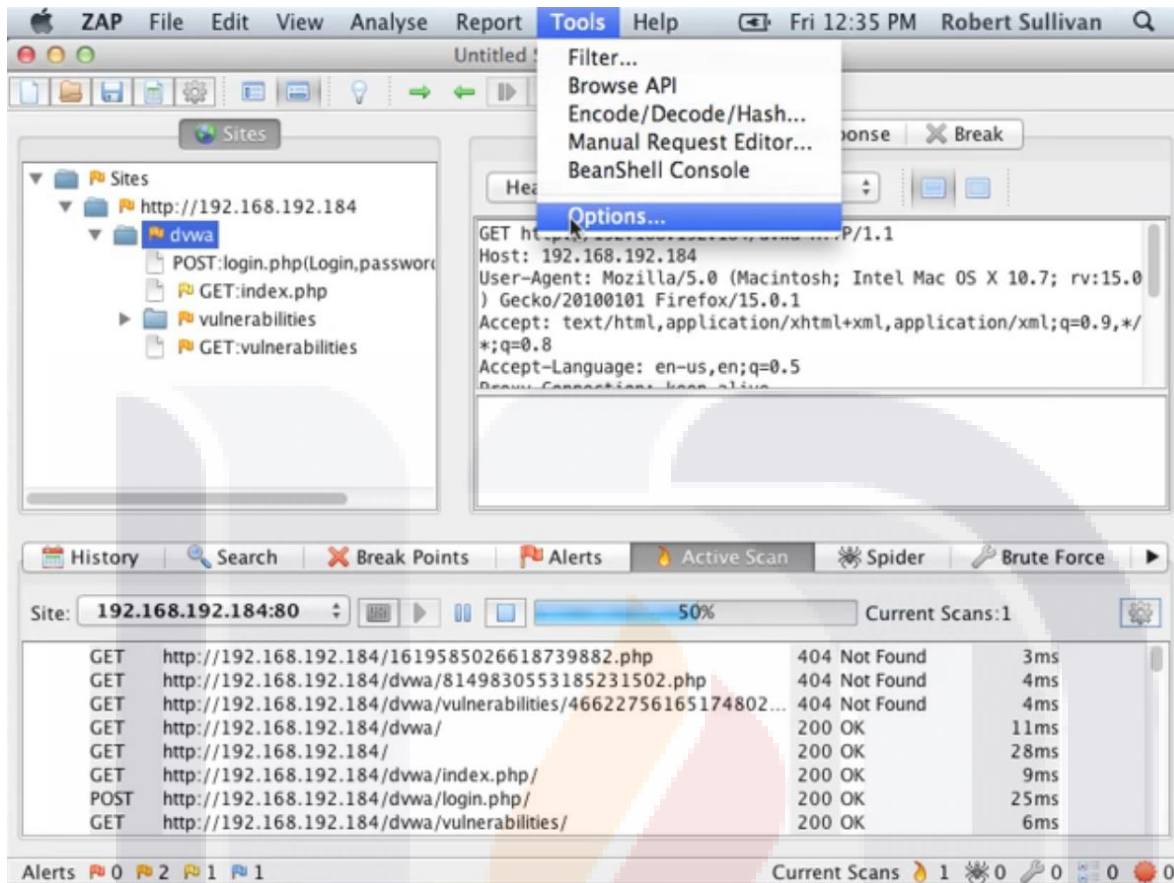 ZAP File Edit View Analyse Report Tools Help Fri 12:35 PM Robert Sullivan
Untitled
Filter...
Browse API
Encode/Decode/Hash...
Manual Request Editor...
BeanShell Console
Options...
Sites
Break
Sites
http://192.168.192.184
dvwa
POST:login.php(Login,password
GET:index.php
vulnerabilities
GET:vulnerabilities
Host: 192.168.192.184
User-Agent: Mozilla/5.0 (Macintosh; Intel Mac OS X 10.7; rv:15.0
) Gecko/20100101 Firefox/15.0.1
Accept: text/html,application/xhtml+xml,application/xml;q=0.9,*/
*;q=0.8
Accept-Language: en-us,en;q=0.5
History Search Break Points Alerts Active Scan Spider Brute Force
Site: 192.168.192.184:80 50% Current Scans:1
GET http://192.168.192.184/1619585026618739882.php 404 Not Found 3ms
GET http://192.168.192.184/dvwa/8149830553185231502.php 404 Not Found 4ms
GET http://192.168.192.184/dvwa/vulnerabilities/46622756165174802... 404 Not Found 4ms
GET http://192.168.192.184/dvwa/ 200 OK 11ms
GET http://192.168.192.184/ 200 OK 28ms
GET http://192.168.192.184/dvwa/index.php/ 200 OK 9ms
POST http://192.168.192.184/dvwa/login.php/ 200 OK 25ms
GET http://192.168.192.184/dvwa/vulnerabilities/ 200 OK 6ms
Alerts 0 2 1 1 Current Scans 1 0 0 0 0